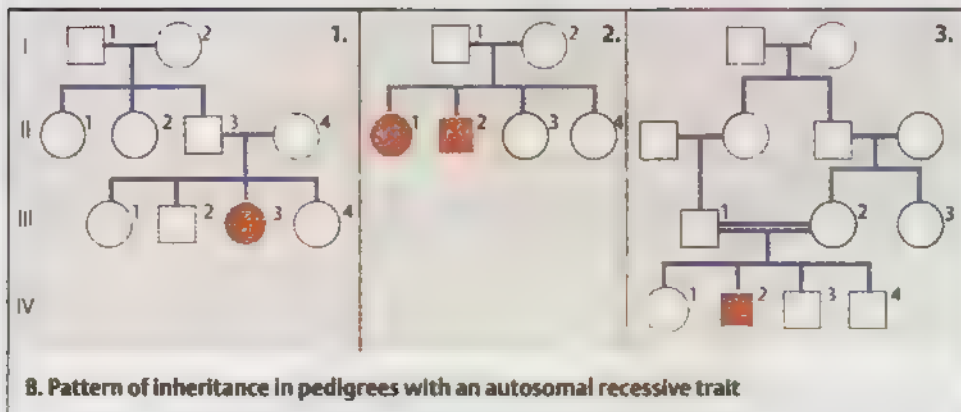 1. 2. 3.
I 1 2 1 2
II 1 2 3 4 1 2 3 4
III 1 2 3 4 1 2 3
IV 1 2 3 4
B. Pattern of inheritance in pedigrees with an autosomal recessive trait